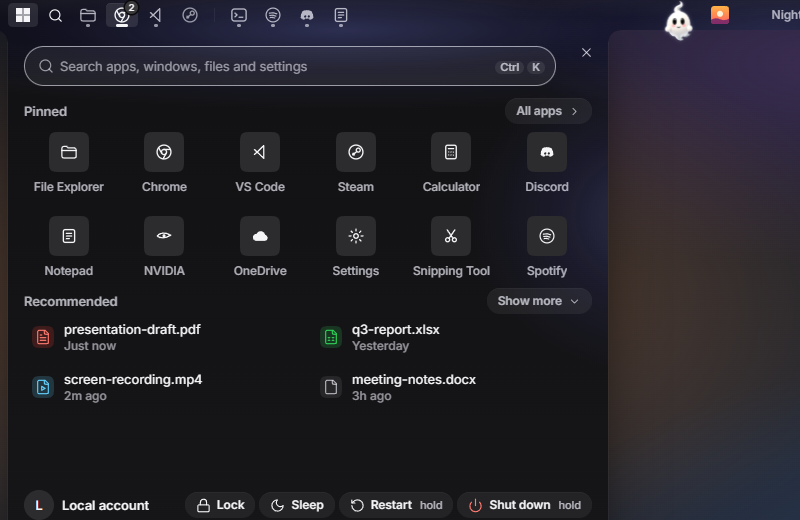 2
Night
Search apps, windows, files and settings Ctrl K
Pinned All apps
File Explorer Chrome VS Code Steam Calculator Discord
Notepad NVIDIA OneDrive Settings Snipping Tool Spotify
Recommended Show more
presentation-draft.pdf q3-report.xlsx
Just now Yesterday
screen-recording.mp4 meeting-notes.docx
2m ago 3h ago
L Local account Lock Sleep Restart hold Shut down hold